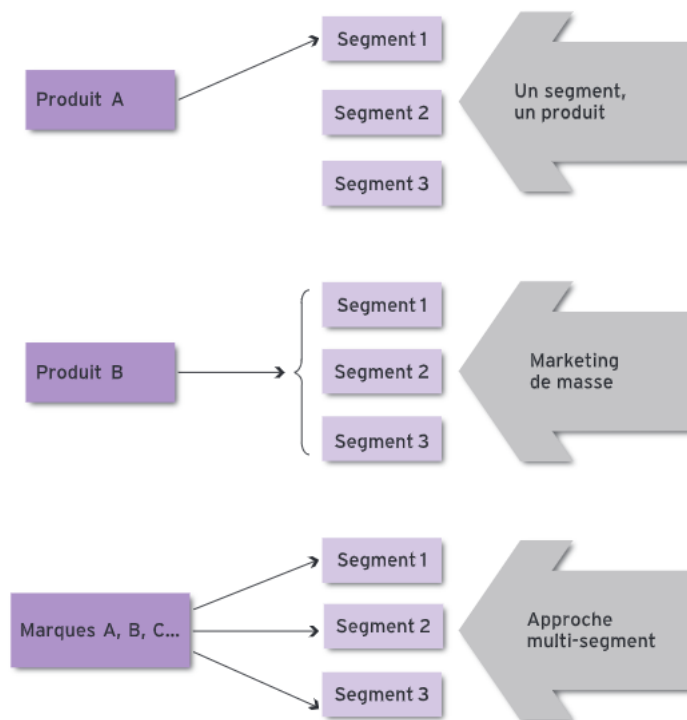 Segment 1
Produit A
Un segment,
un produit
Segment 2
Segment 3
Segment 1
Produit B
Segment 2
Marketing
de masse
Segment 3
Segment 1
Marques A, B, C...
Segment 2
Approche
multi-segment
Segment 3